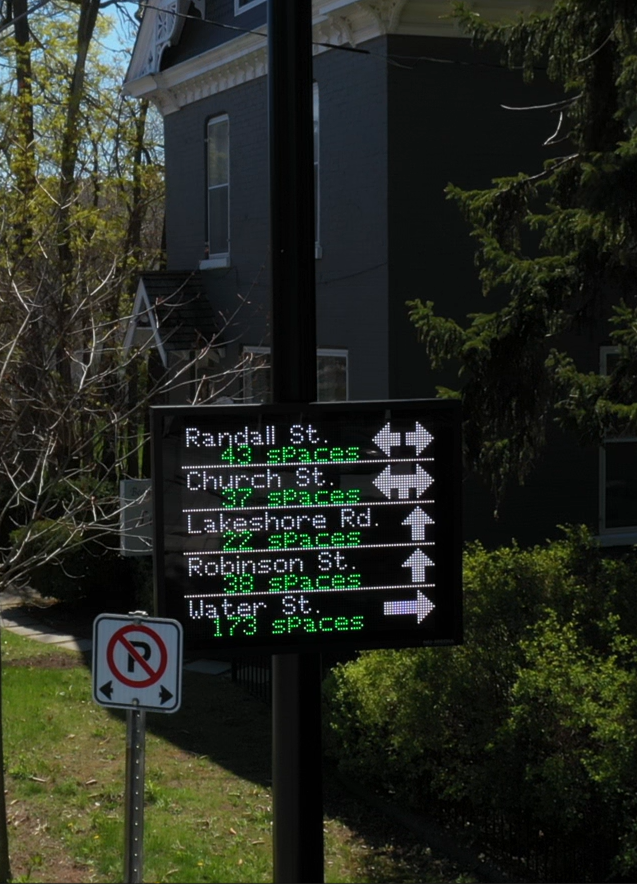 Randall St.
43 spaces
Church St.
37 spaces
Lakeshore Rd.
22 spaces
Robinson St.
38 spaces
Water St.
173 spaces
P